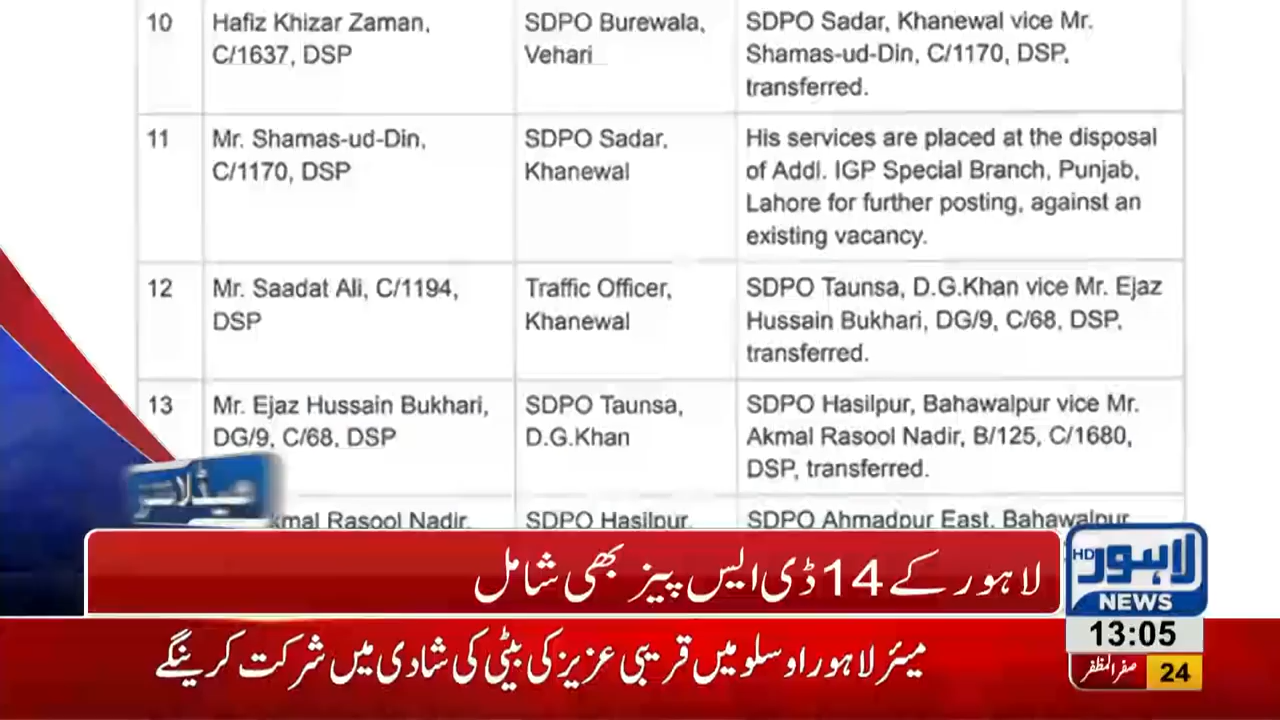 10
Hafiz Khizar Zaman,
C/1637, DSP
SDPO Burewala,
Vehari
SDPO Sadar, Khanewal vice Mr.
Shamas-ud-Din, C/1170, DSP,
transferred.
11
Mr. Shamas-ud-Din,
C/1170, DSP
SDPO Sadar,
Khanewal
His services are placed at the disposal
of Addl. IGP Special Branch, Punjab,
Lahore for further posting, against an
existing vacancy.
12
Mr. Saadat Ali, C/1194,
DSP
Traffic Officer,
Khanewal
SDPO Taunsa, D.G.Khan vice Mr. Ejaz
Hussain Bukhari, DG/9, C/68, DSP,
transferred.
13
Mr. Ejaz Hussain Bukhari,
DG/9, C/68, DSP
SDPO Taunsa,
D.G.Khan
SDPO Hasilpur, Bahawalpur vice Mr.
Akmal Rasool Nadir, B/125, C/1680,
DSP, transferred.
kmal Rasool Nadir,
SDPO Hasilpur,
SDPO Ahmadpur East, Bahawalpur
ہیڈلائنز
لاہور کے 14 ڈی ایس پیز بھی شامل
لاہور HD
NEWS
13:05
میئر لاہور اوسلو میں قریبی عزیز کی بیٹی کی شادی میں شرکت کرینگے
24 صفر المظفر